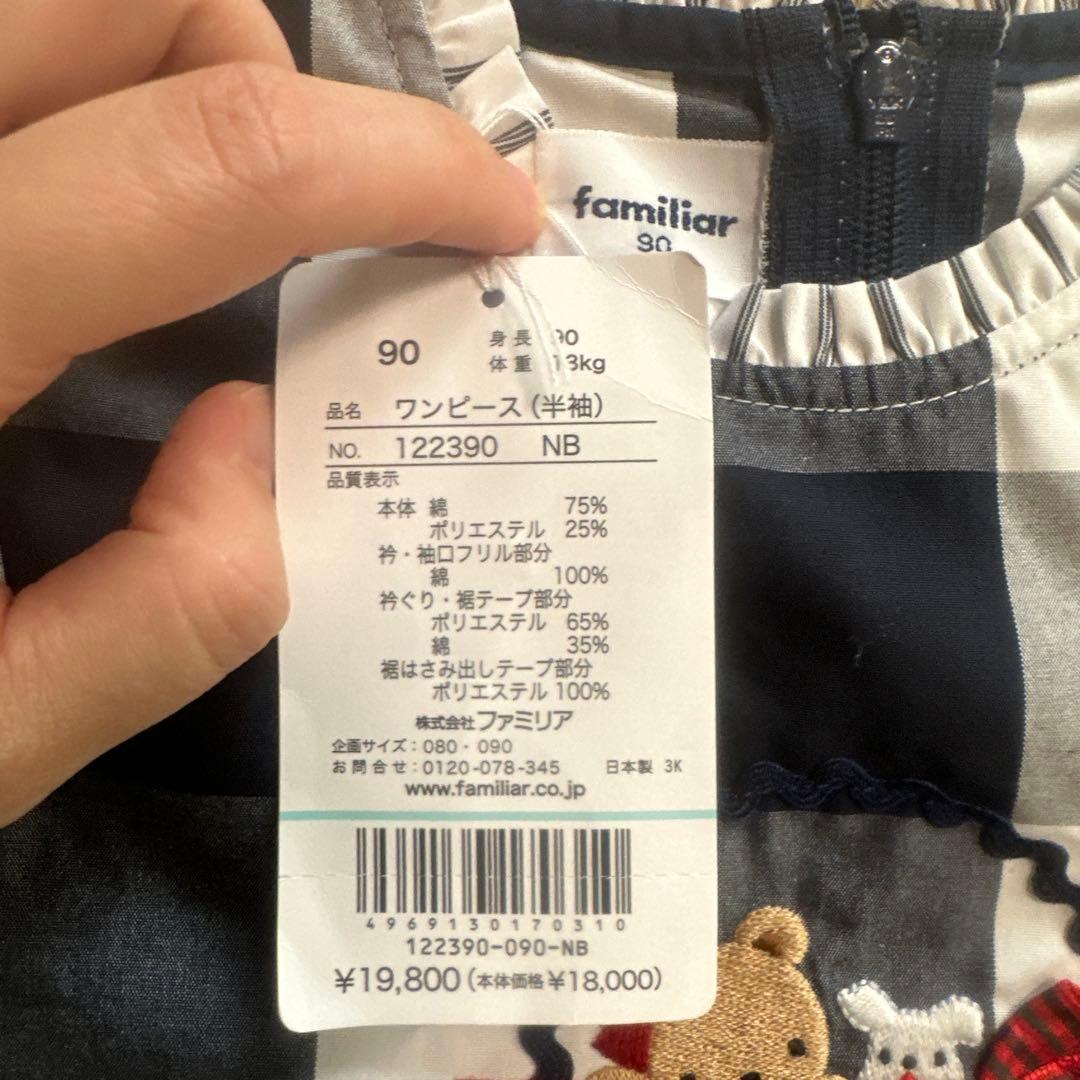 familiar
90
90 身長 90
体重 13kg
品名 ワンピース(半袖)
NO. 122390 NB
品質表示
本体 綿 75%
ポリエステル 25%
衿・袖口フリル部分
綿 100%
衿ぐり・裾テープ部分
ポリエステル 65%
綿 35%
裾はさみ出しテープ部分
ポリエステル 100%
株式会社ファミリア
企画サイズ:080・090
お問合せ:0120-078-345 日本製 3K
www.familiar.co.jp
4969130170310
122390-090-NB
¥19,800(本体価格¥18,000)